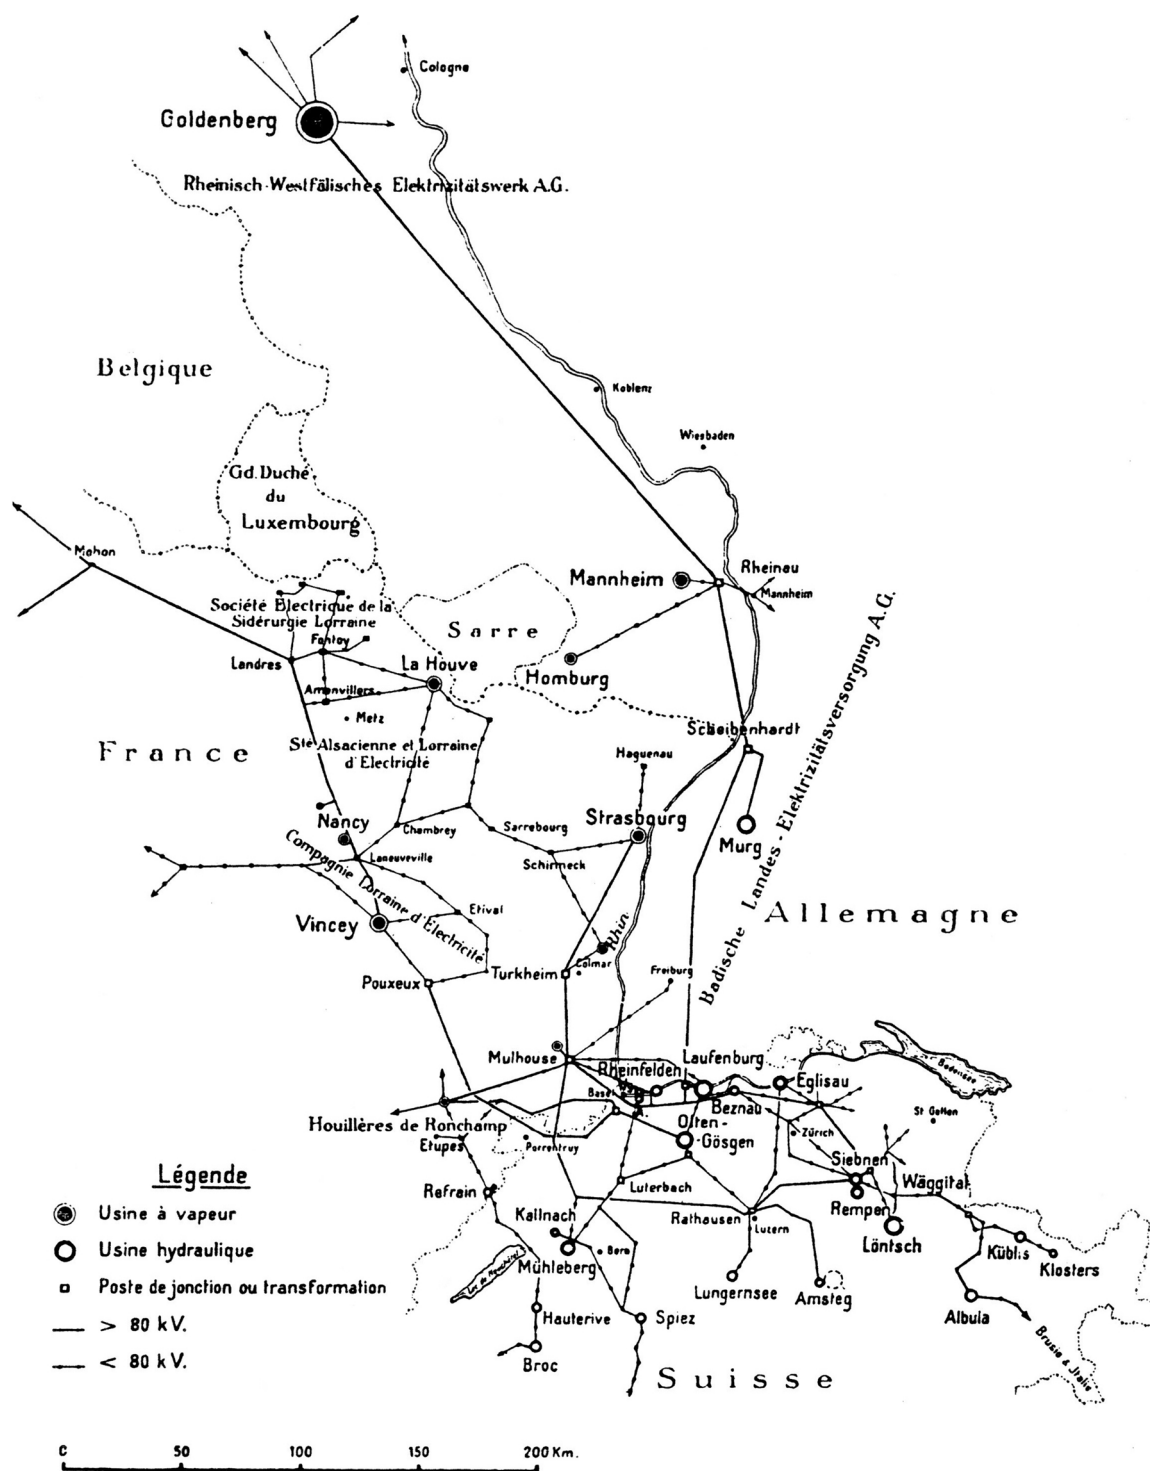 Cologne
Goldenberg
Rheinisch-Westfälisches Elektrizitätswerk A.G.
Belgique
Koblenz
Wiesbaden
Gd. Duché
du
Luxembourg
Mohon
Mannheim
Rheinau
Mannheim
Société Electrique de la
Sidérurgie Lorraine
Sarre
Fontoy
Landres
La Houve
Homburg
Amanvillers
Metz
Scheibenhardt
France
Sté Alsacienne et Lorraine
d'Electricité
Haguenau
Badische Landes-Elektrizitätsversorgung A.G.
Nancy
Chambrey
Sarrebourg
Strasbourg
Murg
Laneuveville
Schirmeck
Compagnie Lorraine d'Electricité
Etival
Allemagne
Vincey
Rhin
Colmar
Turkheim
Freiburg
Pouxeux
Mulhouse
Laufenburg
Rheinfelden
Bodensee
Eglisau
Basel
Beznau
Houillères de Ronchamp
Olten-
-Gösgen
Zürich
St Gallen
Etupes
Porrentruy
Siebnen
Légende
Refrain
Luterbach
Wäggital
Usine à vapeur
Kallnach
Rathausen
Luzern
Rempen
Löntsch
Usine hydraulique
Bern
Mühleberg
Küblis
Klosters
Poste de jonction ou transformation
Lac de Neuchâtel
Lungernsee
Amsteg
> 80 kV.
Hauterive
Spiez
Albula
< 80 kV.
Broc
Brusio & Italie
Suisse
0 50 100 150 200 Km.